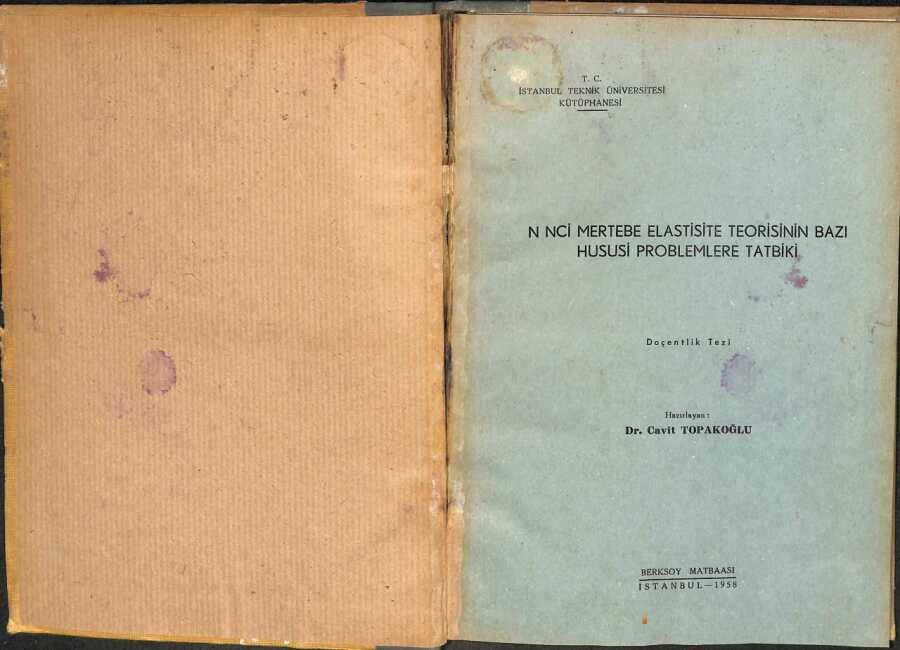 T. C.
İSTANBUL TEKNİK ÜNİVERSİTESİ
KÜTÜPHANESİ
N NCİ MERTEBE ELASTİSİTE TEORİSİNİN BAZI
HUSUSİ PROBLEMLERE TATBİKİ
Doçentlik Tezi
Hazırlayan :
Dr. Cavit TOPAKOĞLU
BERKSOY MATBAASI
İSTANBUL—1958